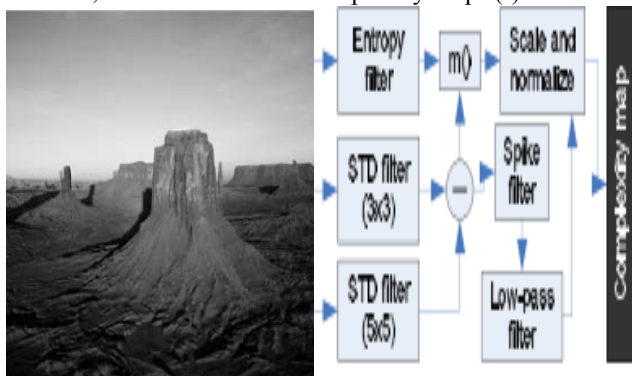 Entropy
filter
m()
Scale and
normalize
STD filter
(3x3)
−
Spike
filter
STD filter
(5x5)
Low-pass
filter
Complexity map